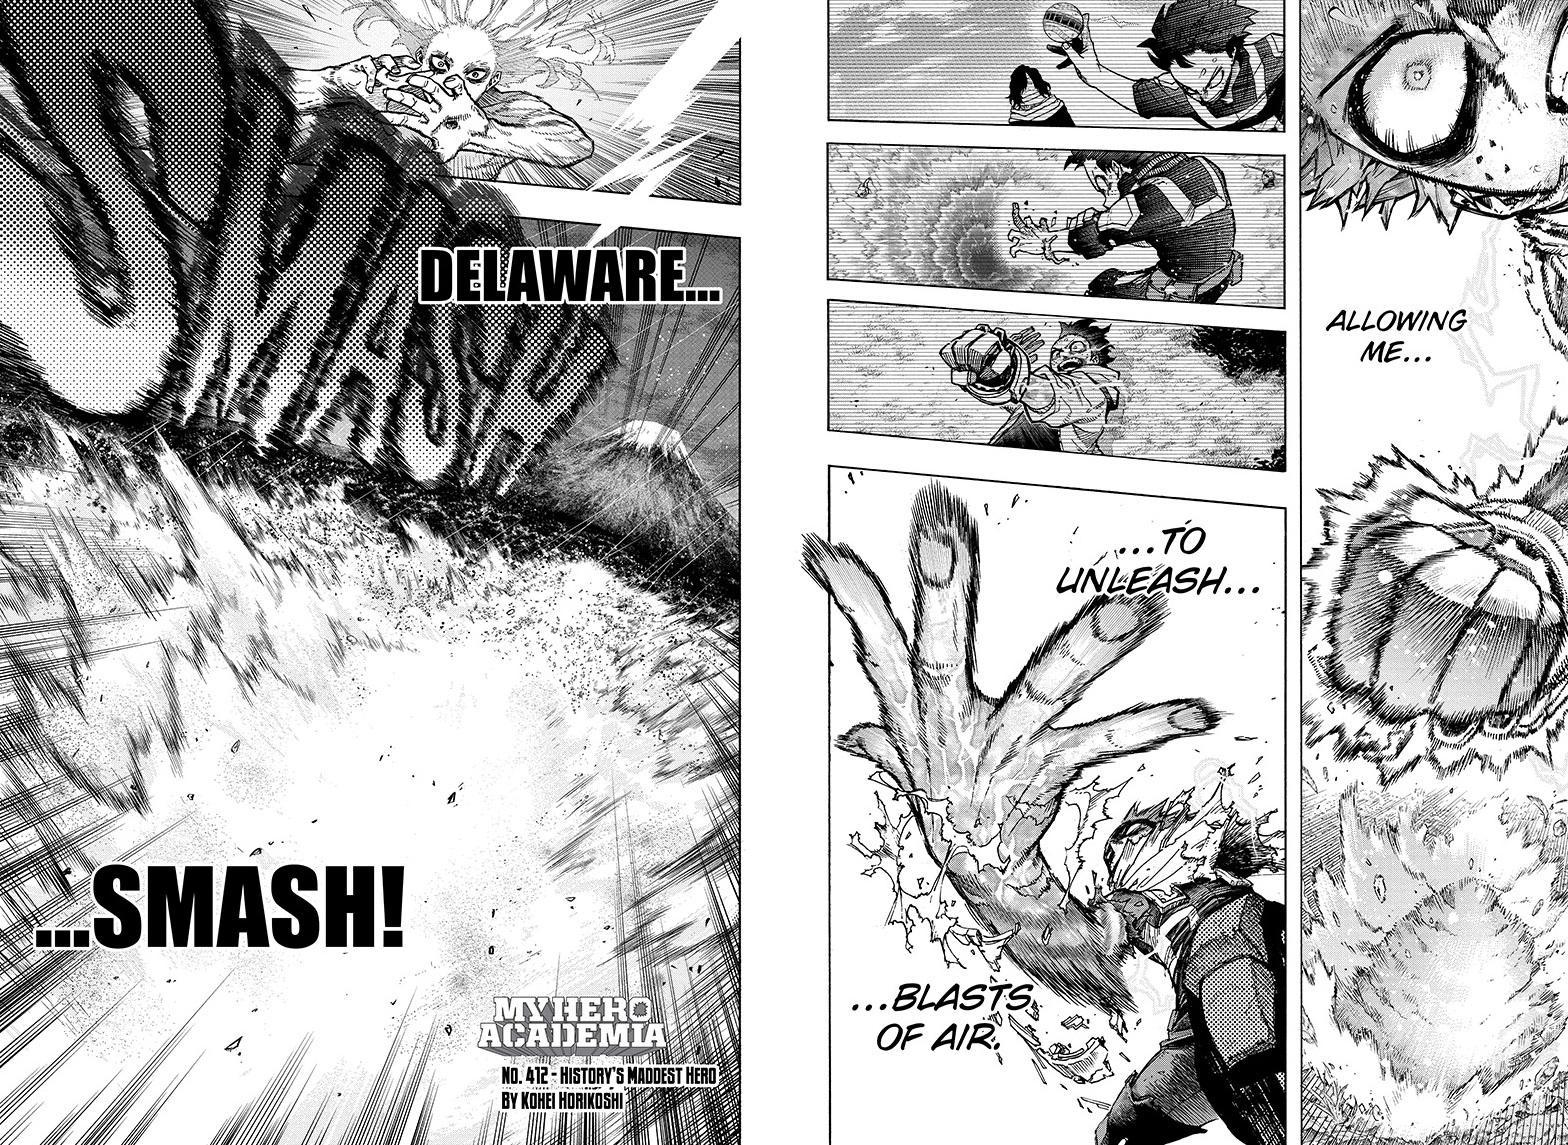 ALLOWING
ME...
...TO
UNLEASH...
...BLASTS
OF AIR.
DELAWARE...
SMASH
...SMASH!
MY HERO
ACADEMIA
No. 412 - HISTORY'S MADDEST HERO
BY KOHEI HORIKOSHI